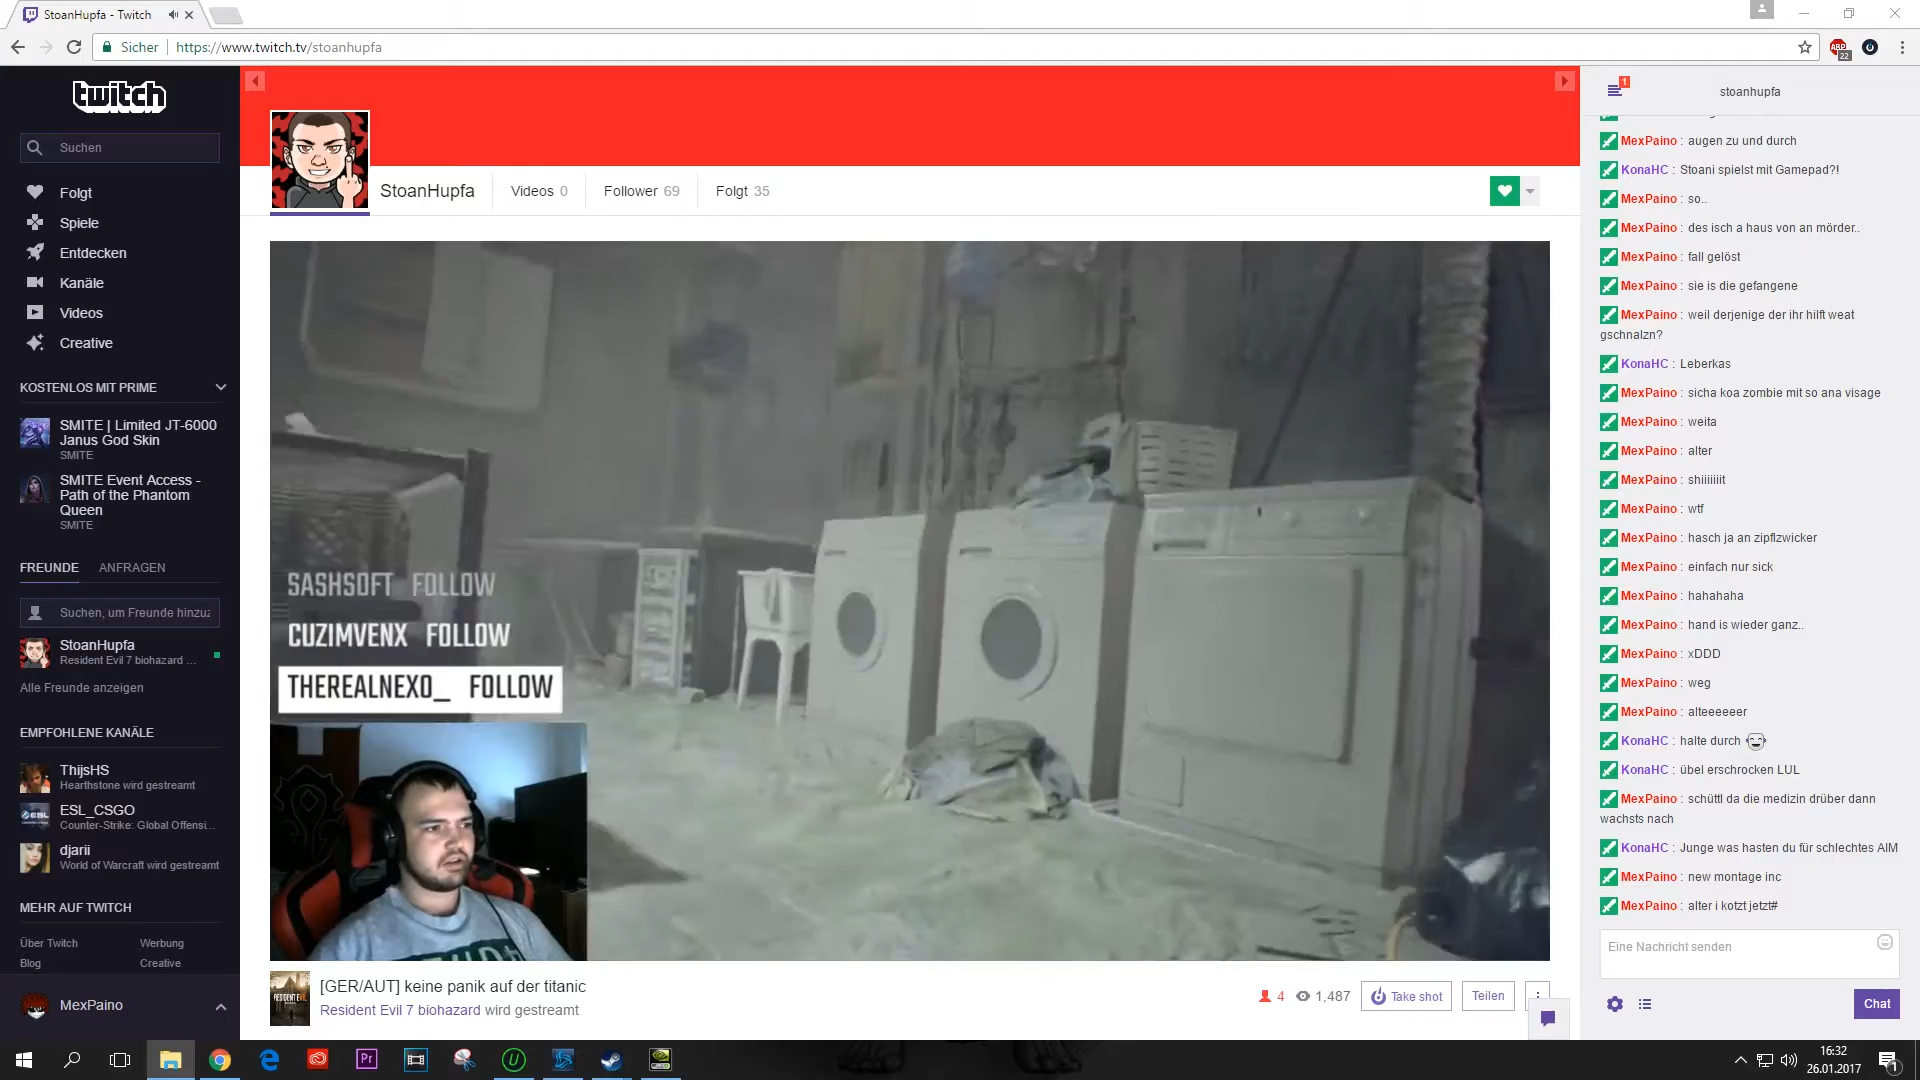 StoanHupfa - Twitch
Sicher
https://www.twitch.tv/stoanhupfa
ABP
22
twitch
Suchen
Folgt
Spiele
Entdecken
Kanäle
Videos
Creative
KOSTENLOS MIT PRIME
SMITE | Limited JT-6000
Janus God Skin
SMITE
SMITE Event Access -
Path of the Phantom
Queen
SMITE
FREUNDE ANFRAGEN
Suchen, um Freunde hinzuz
StoanHupfa
Resident Evil 7 biohazard ...
Alle Freunde anzeigen
EMPFOHLENE KANÄLE
ThijsHS
Hearthstone wird gestreamt
ESL_CSGO
Counter-Strike: Global Offensi...
djarii
World of Warcraft wird gestreamt
MEHR AUF TWITCH
Über Twitch Werbung
Blog Creative
MexPaino
StoanHupfa Videos 0 Follower 69 Folgt 35
SASHSOFT FOLLOW
CUZIMVENX FOLLOW
THEREALNEXO_ FOLLOW
[GER/AUT] keine panik auf der titanic
Resident Evil 7 biohazard wird gestreamt
4 1,487 Take shot Teilen
1
stoanhupfa
MexPaino : augen zu und durch
KonaHC : Stoani spielst mit Gamepad?!
MexPaino : so..
MexPaino : des isch a haus von an mörder..
MexPaino : fall gelöst
MexPaino : sie is die gefangene
MexPaino : weil derjenige der ihr hilft weat
gschnalzn?
KonaHC : Leberkas
MexPaino : sicha koa zombie mit so ana visage
MexPaino : weita
MexPaino : alter
MexPaino : shiiiiiiit
MexPaino : wtf
MexPaino : hasch ja an zipflzwicker
MexPaino : einfach nur sick
MexPaino : hahahaha
MexPaino : hand is wieder ganz..
MexPaino : xDDD
MexPaino : weg
MexPaino : alteeeeeer
KonaHC : halte durch
KonaHC : übel erschrocken LUL
MexPaino : schüttl da die medizin drüber dann
wachsts nach
KonaHC : Junge was hasten du für schlechtes AIM
MexPaino : new montage inc
MexPaino : alter i kotzt jetzt#
Eine Nachricht senden
Chat
Pr
16:32
26.01.2017
1